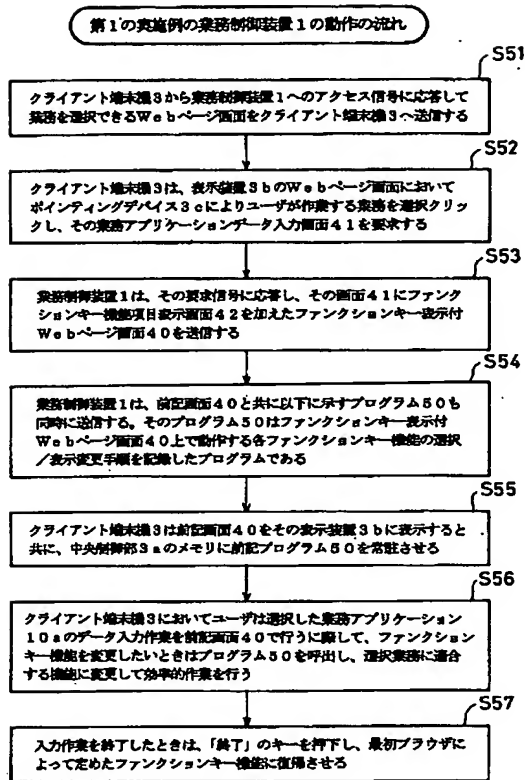 第1の実施例の業務制御装置1の動作の流れ
S51
クライアント端末機3から業務制御装置1へのアクセス信号に応答して
業務を選択できるWebページ画面をクライアント端末機3へ送信する
S52
クライアント端末機3は、表示装置3bのWebページ画面において
ポインティングデバイス3cによりユーザが作業する業務を選択クリッ
クし、その業務アプリケーションデータ入力画面41を要求する
S53
業務制御装置1は、その要求信号に応答し、その画面41にファンク
ションキー機能項目表示画面42を加えたファンクションキー表示付
Webページ画面40を送信する
S54
業務制御装置1は、前記画面40と共に以下に示すプログラム50も
同時に送信する。そのプログラム50はファンクションキー表示付
Webページ画面40上で動作する各ファンクションキー機能の選択
/表示変更手順を記録したプログラムである
S55
クライアント端末機3は前記画面40をその表示装置3bに表示すると
共に、中央制御部3aのメモリに前記プログラム50を常駐させる
S56
クライアント端末機3においてユーザは選択した業務アプリケーション
10aのデータ入力作業を前記画面40で行うに際して、ファンクション
キー機能を変更したいときはプログラム50を呼出し、選択業務に適合
する機能に変更して効率的作業を行う
S57
入力作業を終了したときは、「終了」のキーを押下し、最初ブラウザに
よって定めたファンクションキー機能に復帰させる